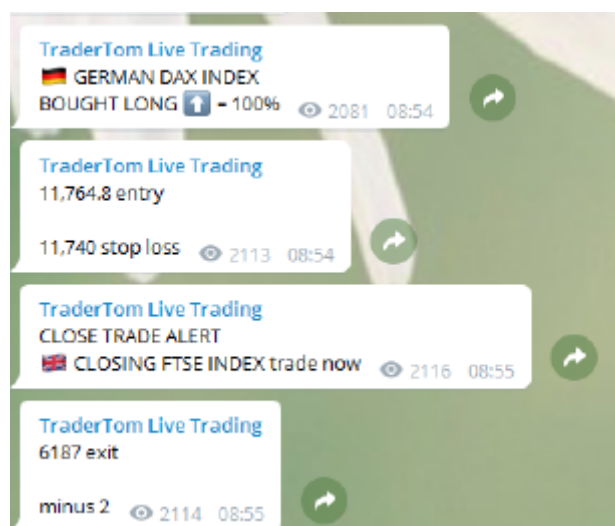 TraderTom Live Trading
🇩🇪 GERMAN DAX INDEX
BOUGHT LONG ⬆️ - 100% 2081 08:54
TraderTom Live Trading
11,764.8 entry
11,740 stop loss 2113 08:54
TraderTom Live Trading
CLOSE TRADE ALERT
🇬🇧 CLOSING FTSE INDEX trade now 2116 08:55
TraderTom Live Trading
6187 exit
minus 2 2114 08:55